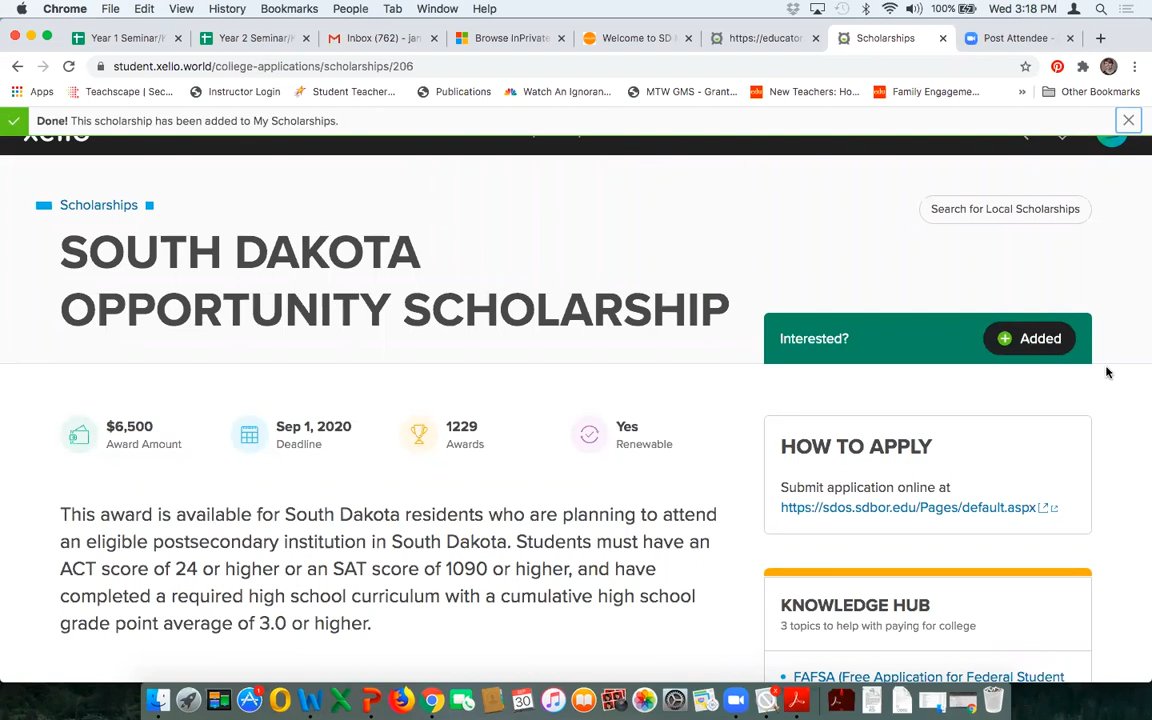 Chrome File Edit View History Bookmarks People Tab Window Help 100% Wed 3:18 PM
Year 1 Seminar/ Year 2 Seminar/ Inbox (762) - jan Browse InPrivate Welcome to SD https://educator Scholarships Post Attendee -
student.xello.world/college-applications/scholarships/206
Apps Teachscape | Sec... Instructor Login Student Teacher... Publications Watch An Ignoran... MTW GMS - Grant... New Teachers: Ho... Family Engageme... » Other Bookmarks
Done! This scholarship has been added to My Scholarships.
xello
Scholarships
Search for Local Scholarships
SOUTH DAKOTA
OPPORTUNITY SCHOLARSHIP
Interested? Added
$6,500 Sep 1, 2020 1229 Yes
Award Amount Deadline Awards Renewable
HOW TO APPLY
Submit application online at
https://sdos.sdbor.edu/Pages/default.aspx
This award is available for South Dakota residents who are planning to attend
an eligible postsecondary institution in South Dakota. Students must have an
ACT score of 24 or higher or an SAT score of 1090 or higher, and have
completed a required high school curriculum with a cumulative high school
grade point average of 3.0 or higher.
KNOWLEDGE HUB
3 topics to help with paying for college
FAFSA (Free Application for Federal Student
30